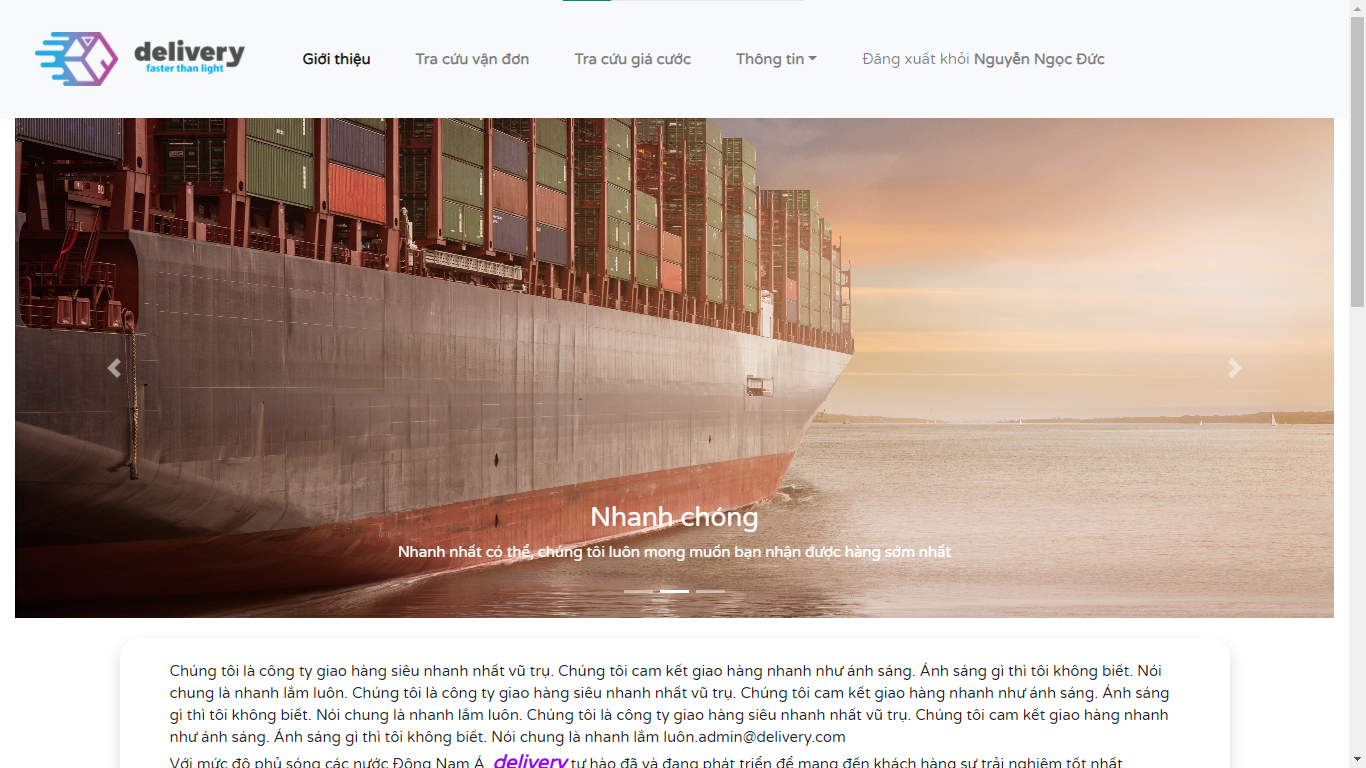 delivery
faster than light
Giới thiệu
Tra cứu vận đơn
Tra cứu giá cước
Thông tin
Đăng xuất khỏi Nguyễn Ngọc Đức
Nhanh chóng
Nhanh nhất có thể, chúng tôi luôn mong muốn bạn nhận được hàng sớm nhất
Chúng tôi là công ty giao hàng siêu nhanh nhất vũ trụ. Chúng tôi cam kết giao hàng nhanh như ánh sáng. Ánh sáng gì thì tôi không biết. Nói
chung là nhanh lắm luôn. Chúng tôi là công ty giao hàng siêu nhanh nhất vũ trụ. Chúng tôi cam kết giao hàng nhanh như ánh sáng. Ánh sáng
gì thì tôi không biết. Nói chung là nhanh lắm luôn. Chúng tôi là công ty giao hàng siêu nhanh nhất vũ trụ. Chúng tôi cam kết giao hàng nhanh
như ánh sáng. Ánh sáng gì thì tôi không biết. Nói chung là nhanh lắm luôn.admin@delivery.com
Với mức độ phủ sóng các nước Đông Nam Á, delivery tự hào đã và đang phát triển để mang đến khách hàng sự trải nghiệm tốt nhất